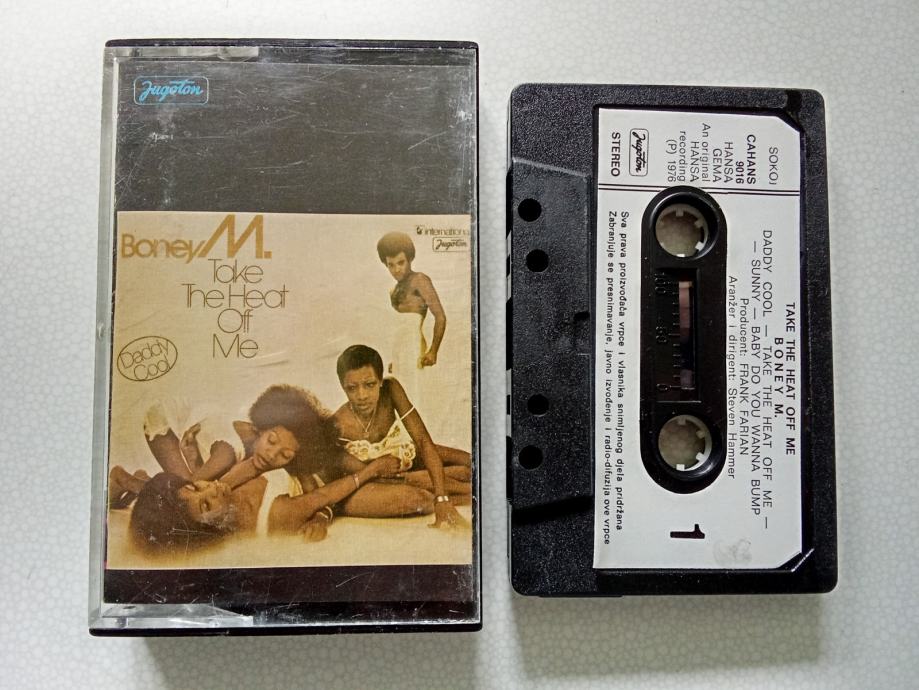 Jugoton
Boney M.
Take
The Heat
Off
Me
Daddy
Cool
international
Jugoton
SOKOJ
CAHANS
9016
HANSA
GEMA
An original
HANSA
recording
(P) 1976
Jugoton
STEREO
TAKE THE HEAT OFF ME
BONEY M.
DADDY COOL — TAKE THE HEAT OFF ME —
— SUNNY — BABY DO YOU WANNA BUMP
Producent: FRANK FARIAN
Aranžer i dirigent: Steven Hammer
100
50
0
1
Sva prava proizvođača vrpce i vlasnika snimljenog djela pridržana
Zabranjuje se presnimavanje, javno izvođenje i radio-difuzija ove vrpce